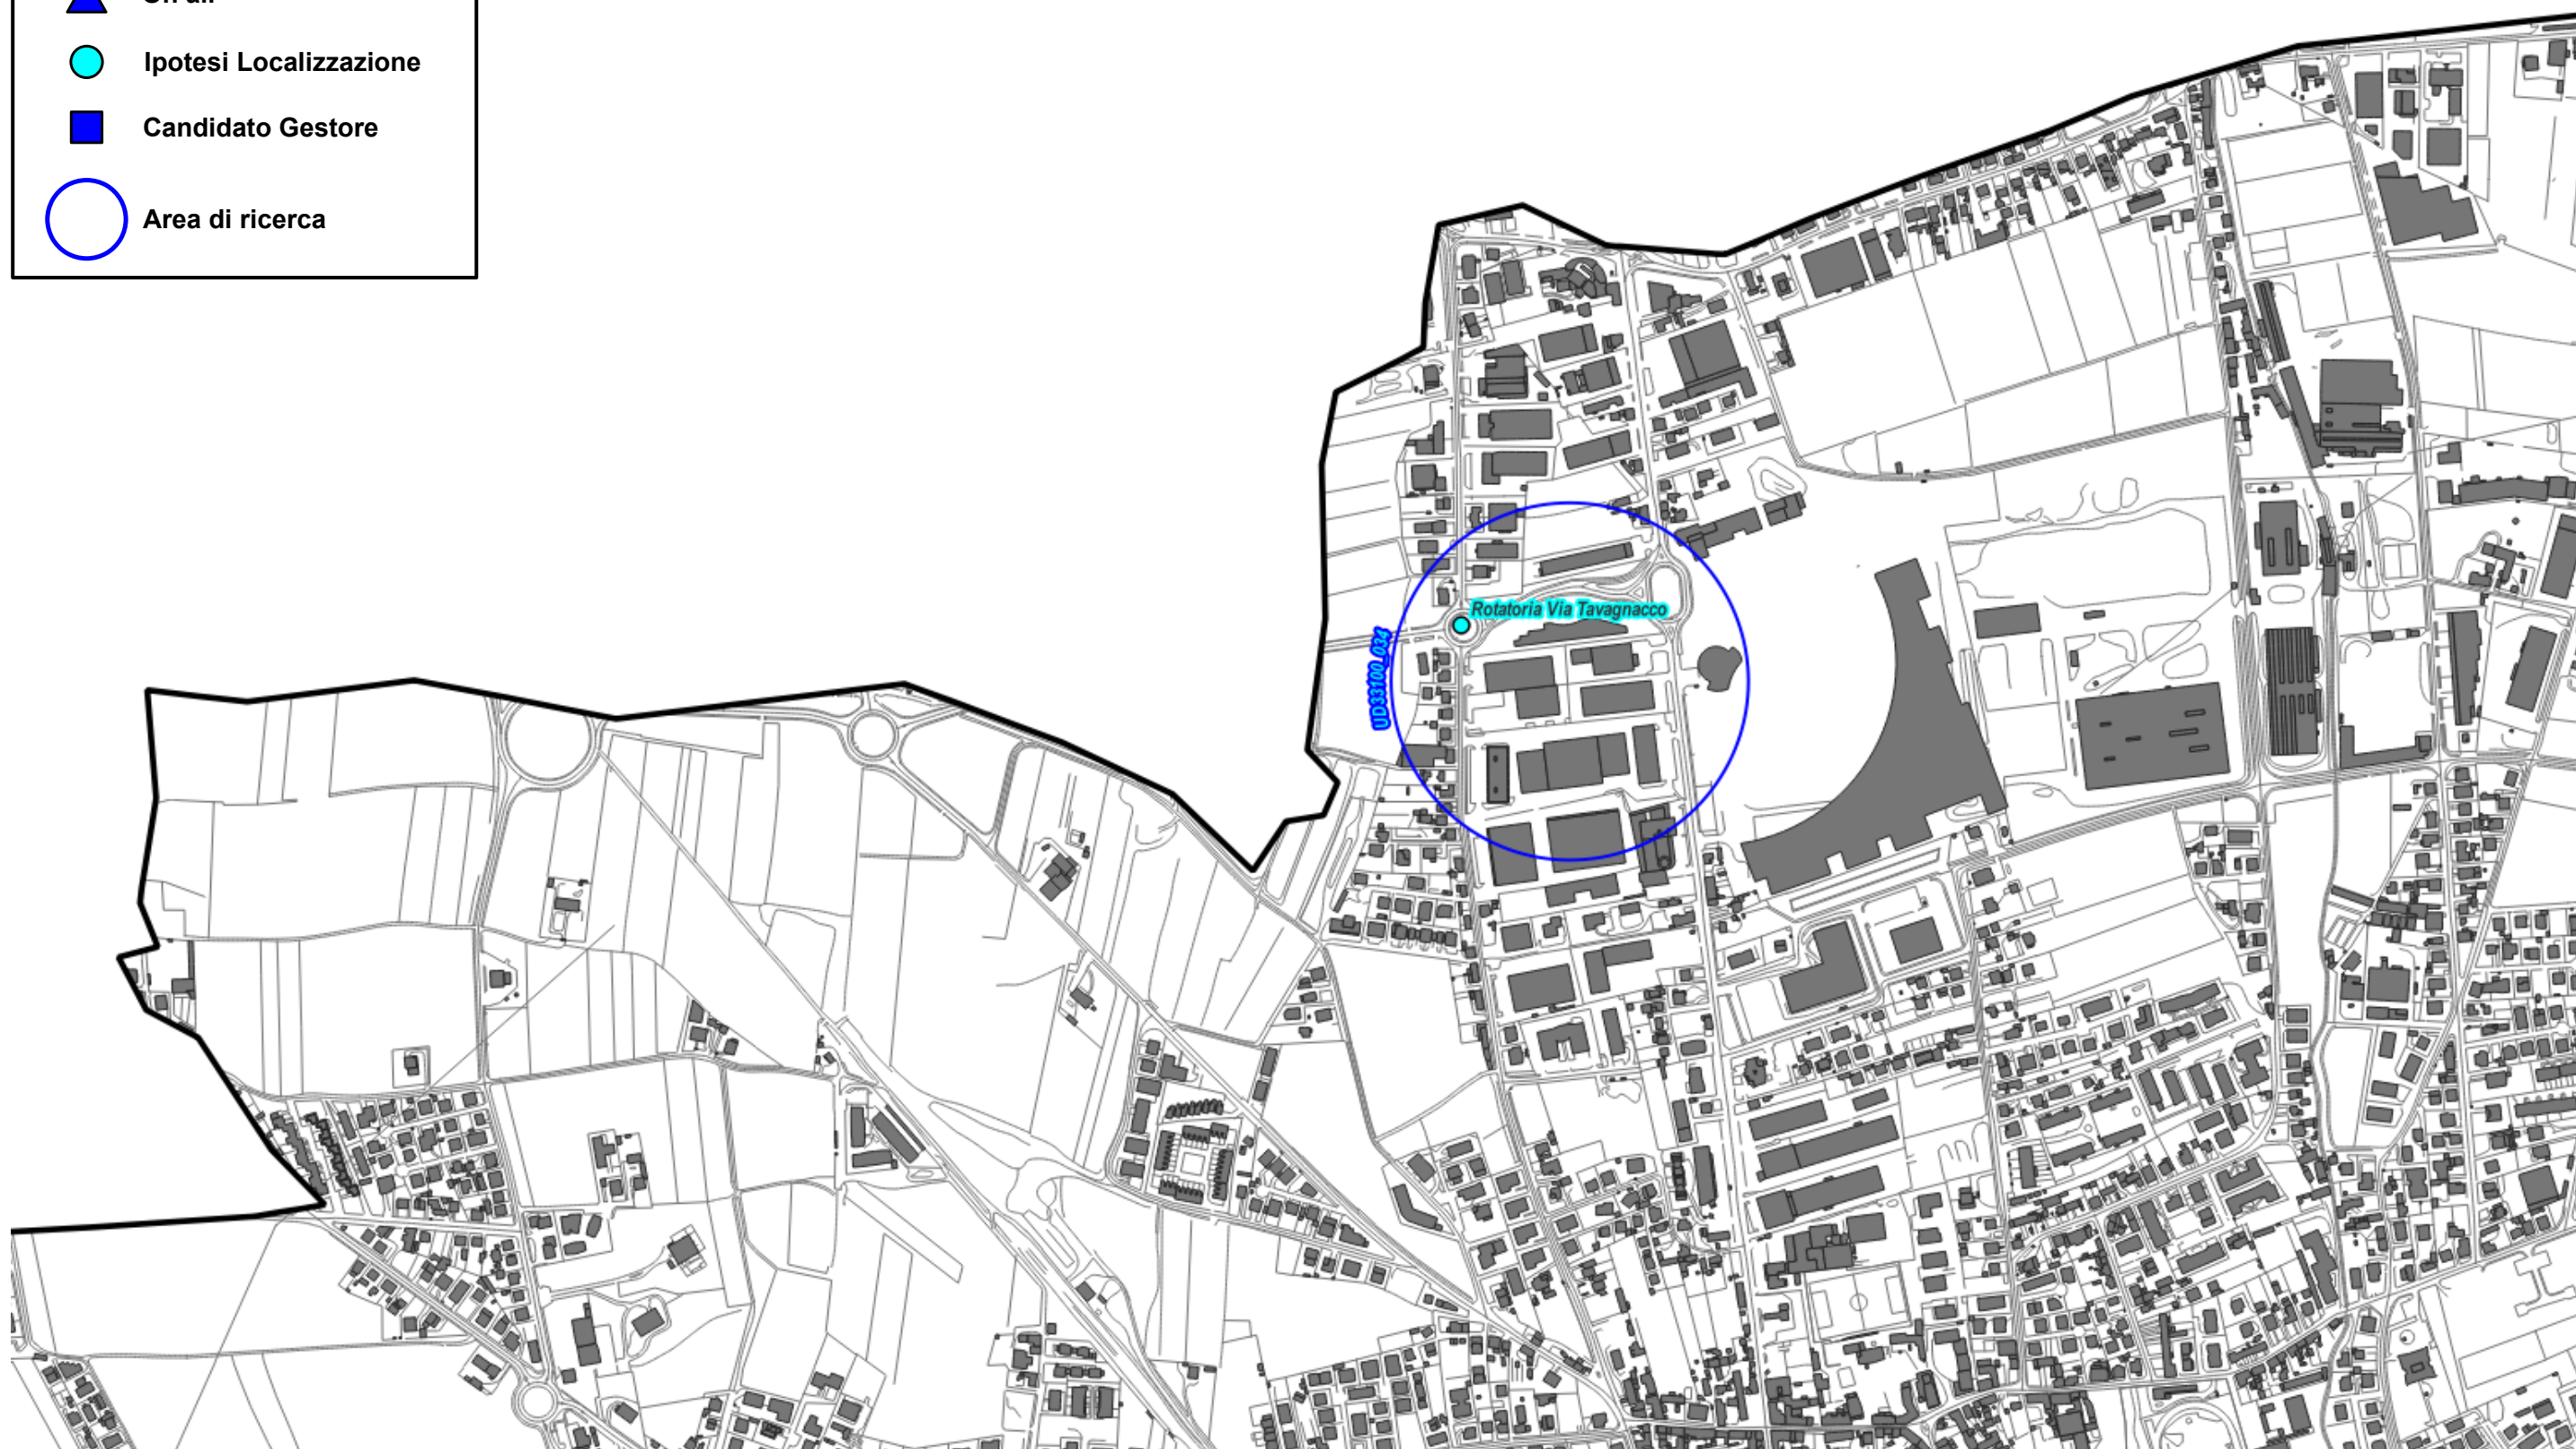 Ipotesi Localizzazione
Candidato Gestore
Area di ricerca
Rotatoria Via Tavagnacco
UD33100_034